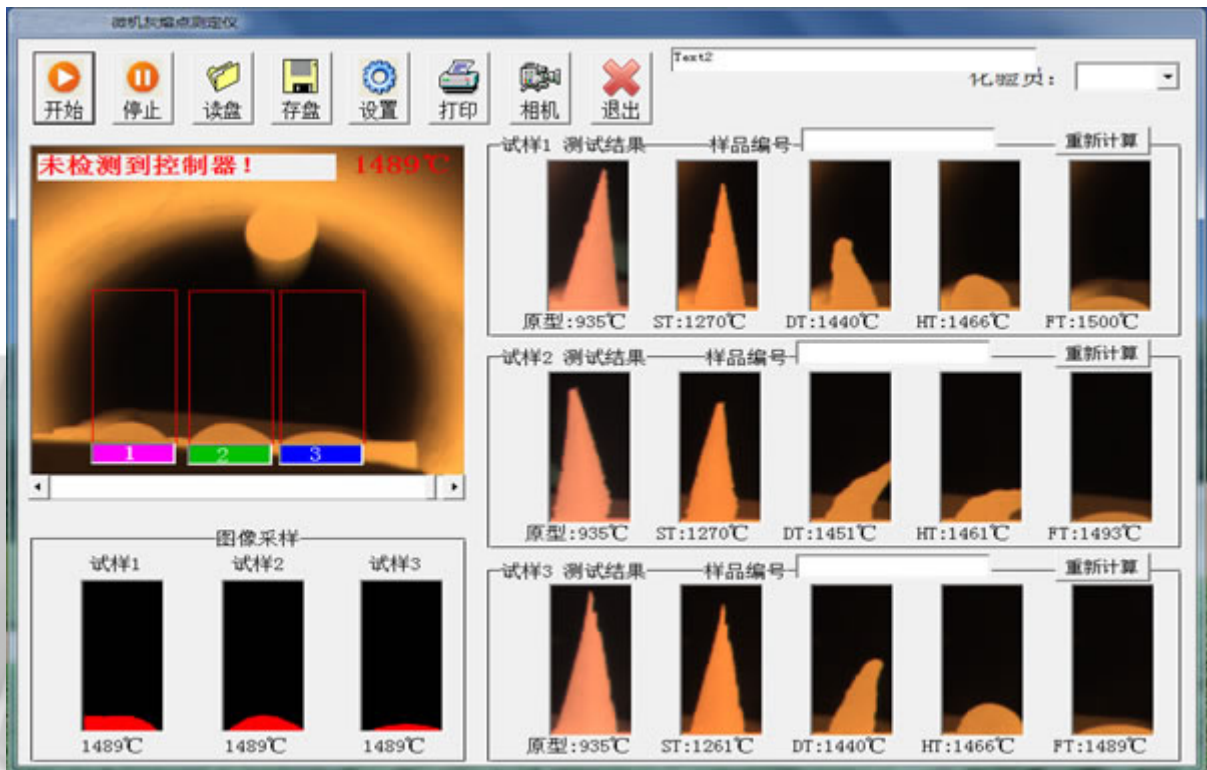 微机灰熔点测定仪
开始 停止 读盘 存盘 设置 打印 相机 退出
Text2
化验员：
未检测到控制器！ 1489℃
1 2 3
图像采样
试样1 试样2 试样3
1489℃ 1489℃ 1489℃
试样1 测试结果 样品编号 重新计算
原型:935℃ ST:1270℃ DT:1440℃ HT:1466℃ FT:1500℃
试样2 测试结果 样品编号 重新计算
原型:935℃ ST:1270℃ DT:1451℃ HT:1461℃ FT:1493℃
试样3 测试结果 样品编号 重新计算
原型:935℃ ST:1261℃ DT:1440℃ HT:1466℃ FT:1489℃